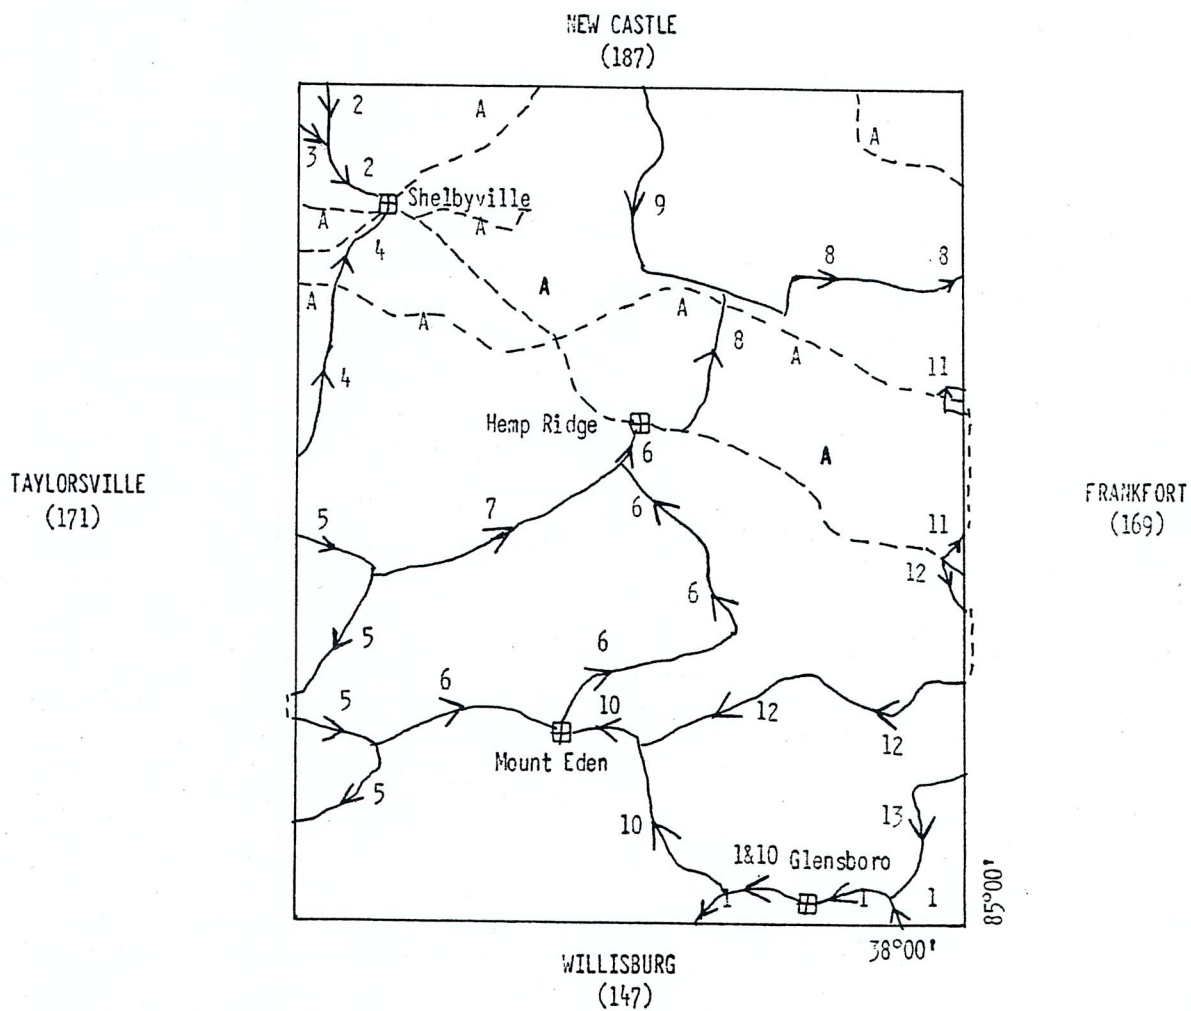 NEW CASTLE
(187)
2
A
A
3
2
Shelbyville
A
A
9
4
8
8
A
A
A
A
8
A
4
11
Hemp Ridge
6
A
TAYLORSVILLE
(171)
FRANKFORT
(169)
5
7
6
11
12
6
5
6
6
5
10
12
12
Mount Eden
5
10
13
1&10 Glensboro
1
1
1
85°00'
38°00'
WILLISBURG
(147)